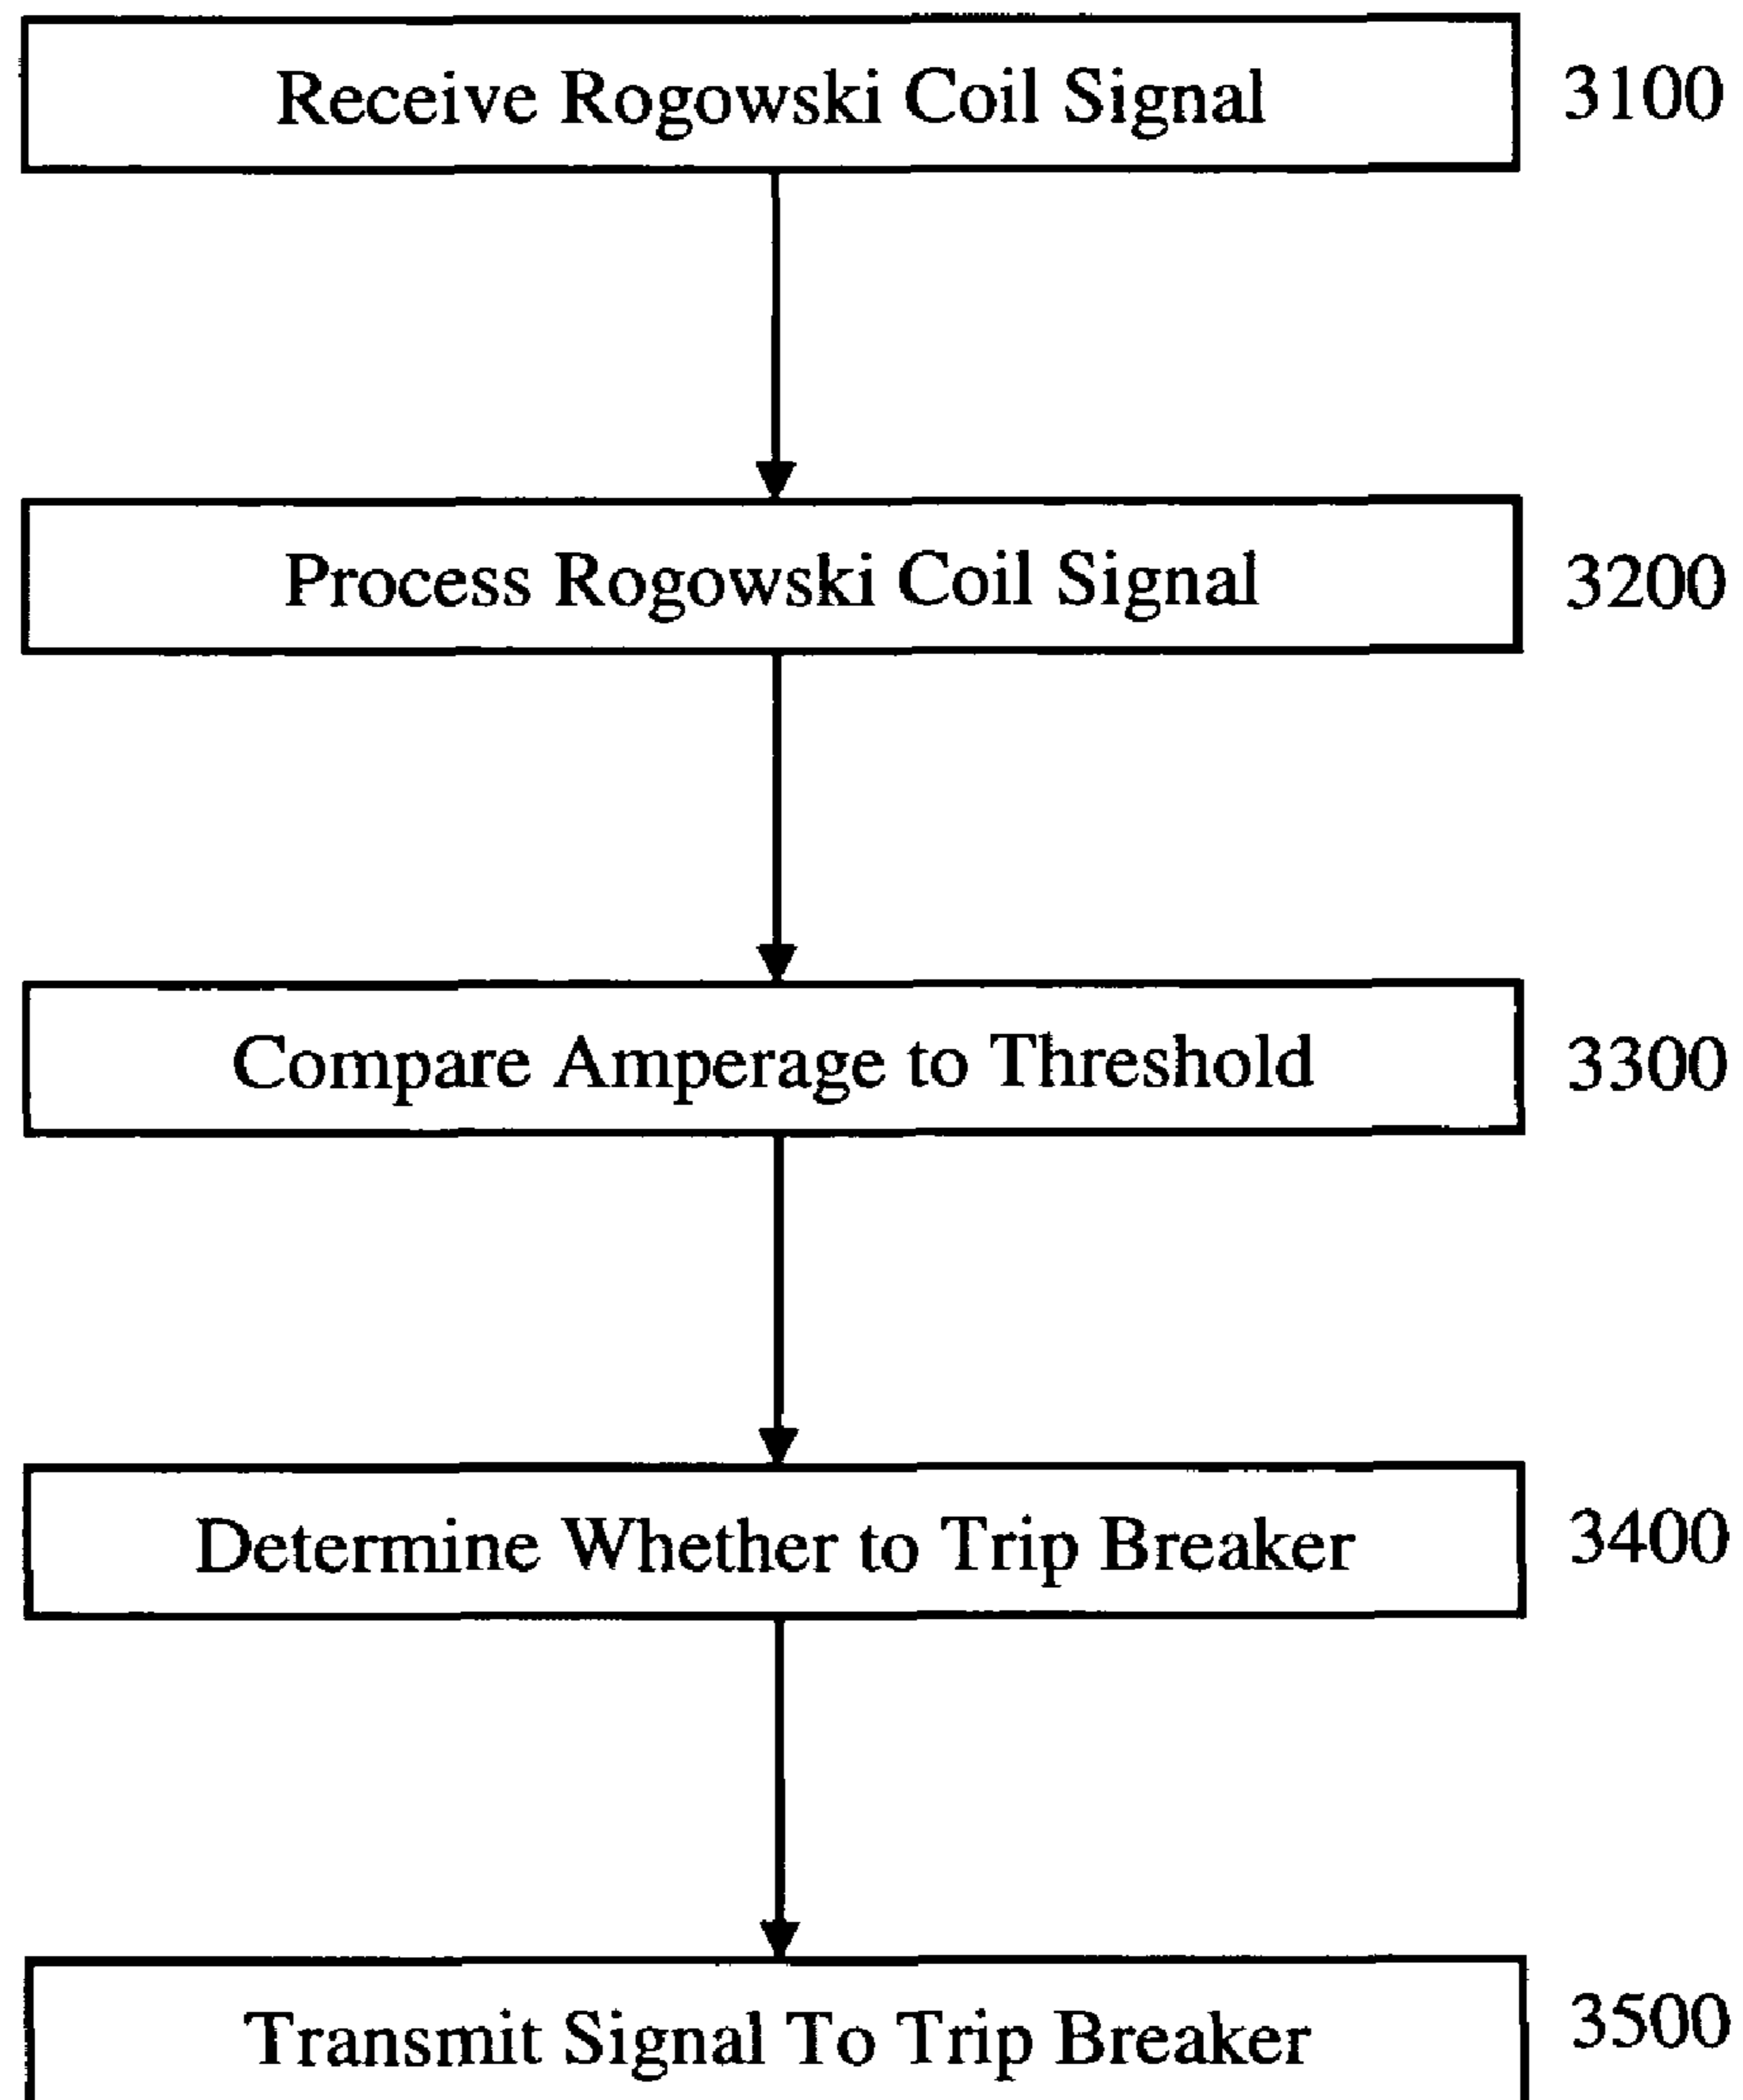 Receive Rogowski Coil Signal 3100
Process Rogowski Coil Signal 3200
Compare Amperage to Threshold 3300
Determine Whether to Trip Breaker 3400
Transmit Signal To Trip Breaker 3500